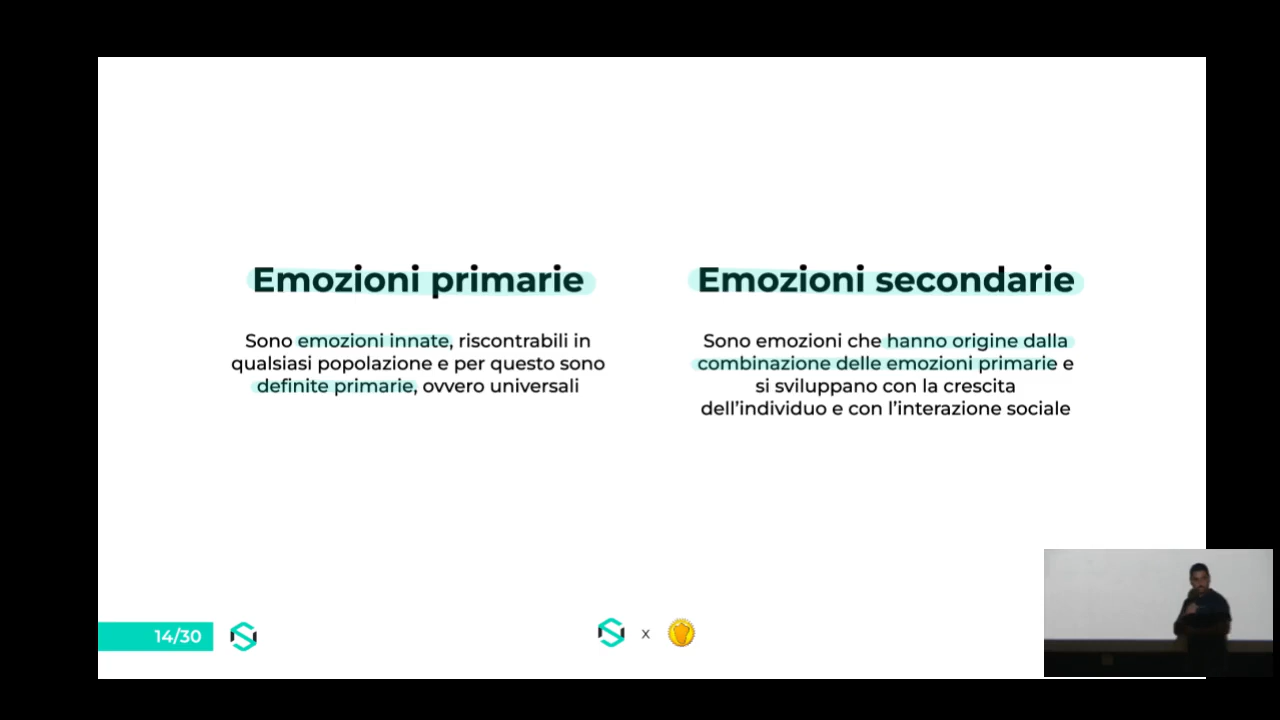 Emozioni primarie
Sono emozioni innate, riscontrabili in
qualsiasi popolazione e per questo sono
definite primarie, ovvero universali
Emozioni secondarie
Sono emozioni che hanno origine dalla
combinazione delle emozioni primarie e
si sviluppano con la crescita
dell’individuo e con l’interazione sociale
14/30
x